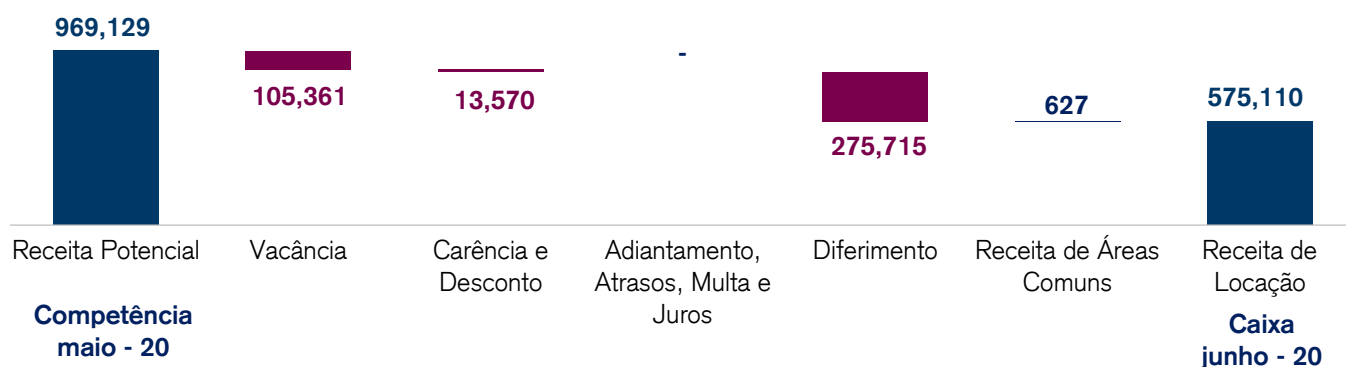 969,129
105,361
13,570
-
275,715
627
575,110
Receita Potencial
Vacância
Carência e
Desconto
Adiantamento,
Atrasos, Multa e
Juros
Diferimento
Receita de Áreas
Comuns
Receita de
Locação
Competência
maio - 20
Caixa
junho - 20